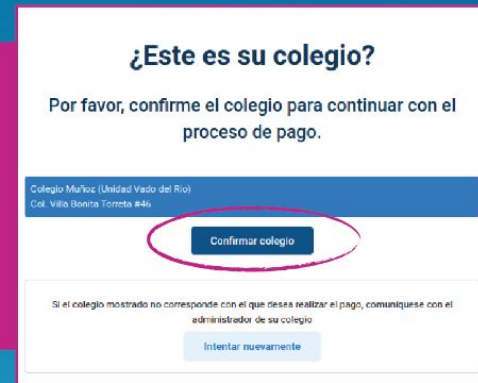 ¿Este es su colegio?
Por favor, confirme el colegio para continuar con el
proceso de pago.
Colegio Muñoz (Unidad Vado del Río)
Col. Villa Bonita Torreta #46
Confirmar colegio
Si el colegio mostrado no corresponde con el que desea realizar el pago, comuníquese con el
administrador de su colegio
Intentar nuevamente